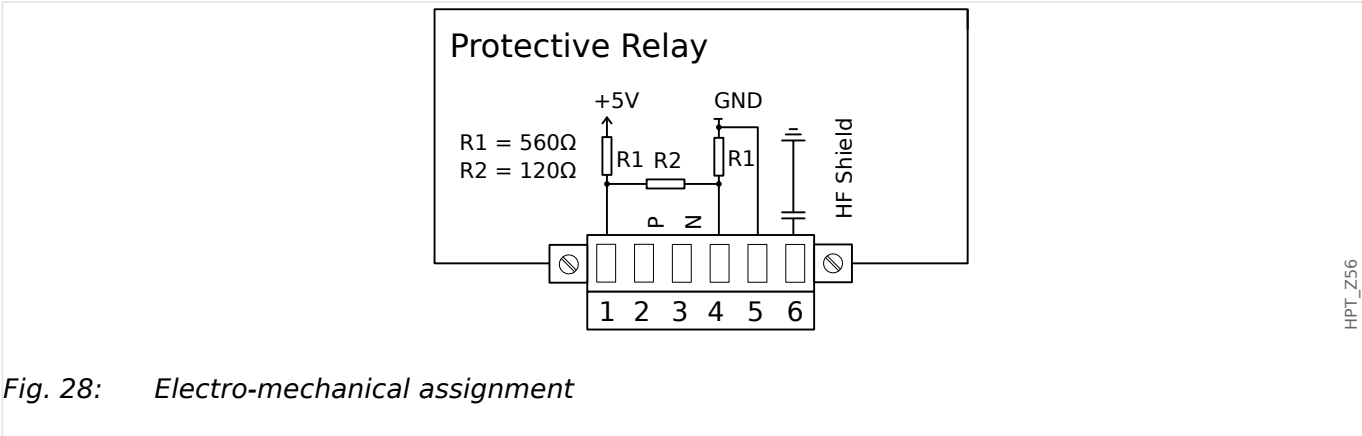 Protective Relay
+5V
GND
R1 = 560Ω
R2 = 120Ω
R1
R2
R1
HF Shield
P
N
1 2 3 4 5 6
HPT_Z56
Fig. 28: Electro-mechanical assignment